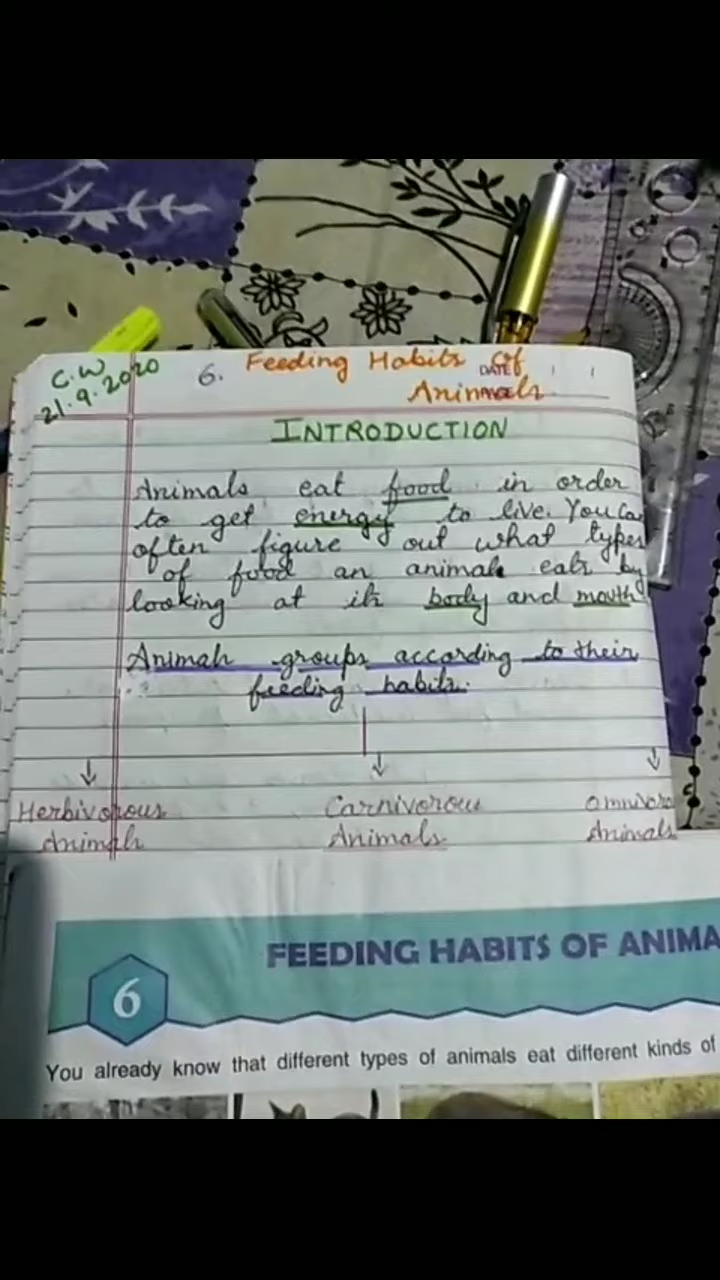 C.W
21.9.2020
6. Feeding Habits of
DATE
Animals
INTRODUCTION
Animals eat food in order
to get energy to live. You can
often figure out what types
of food an animal eats by
looking at its body and mouth
Animals groups according to their
feeding habits.
Herbivorous Carnivorous Omnivoro
Animals Animals Animals
FEEDING HABITS OF ANIMA
6
You already know that different types of animals eat different kinds of